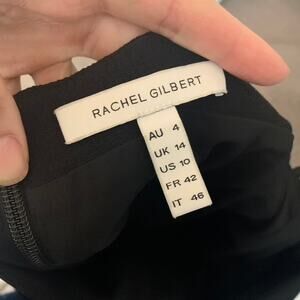 RACHEL GILBERT
AU 4
UK 14
US 10
FR 42
IT 46